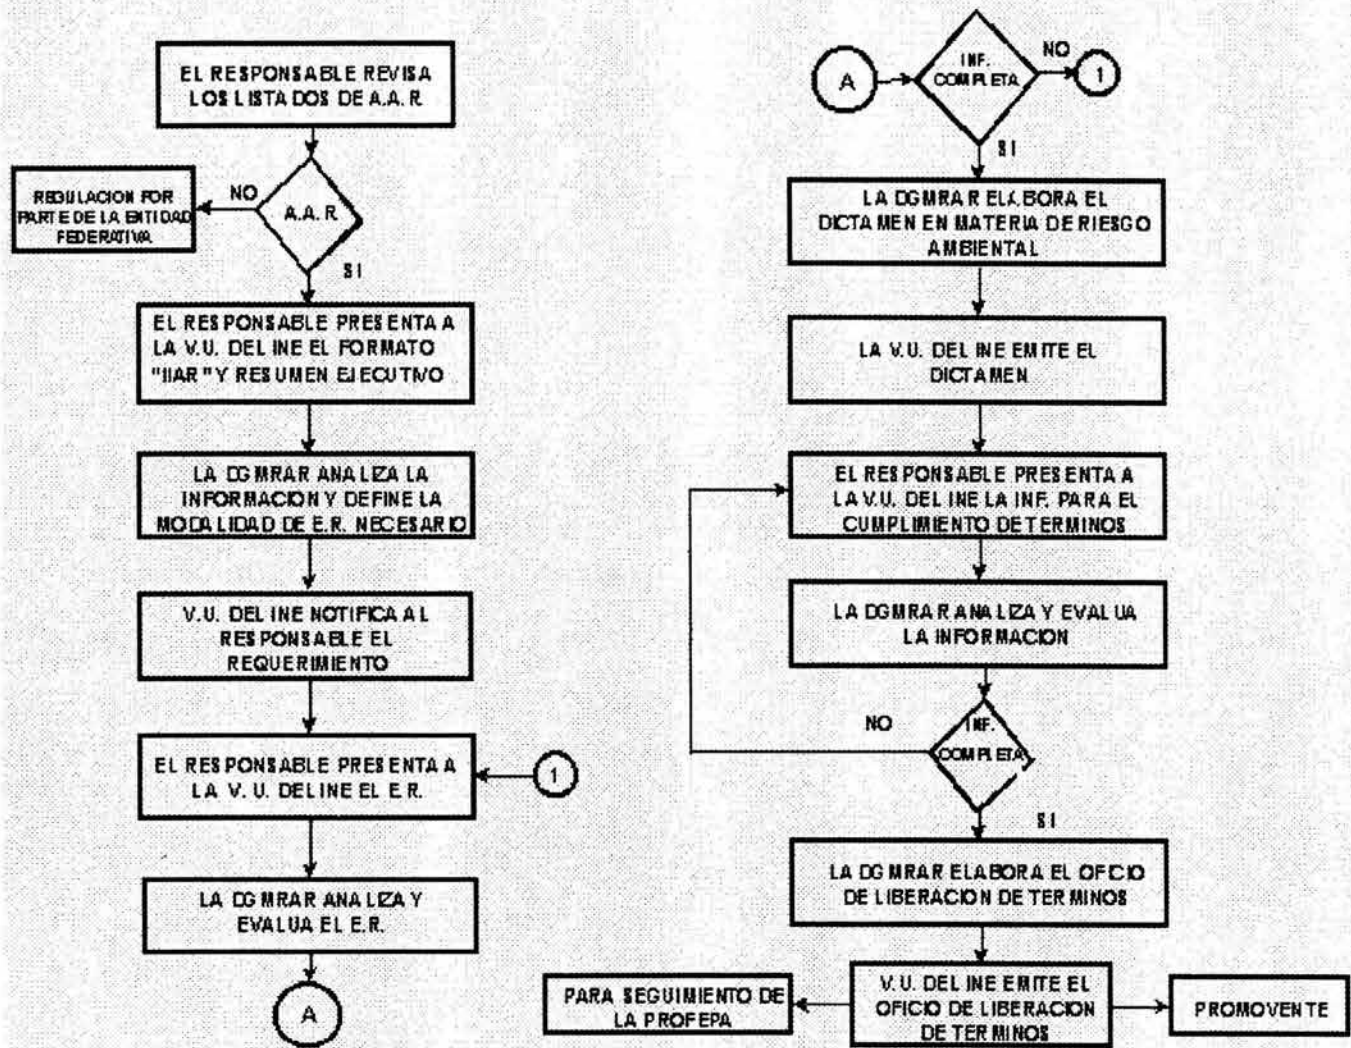 EL RESPONSABLE REVISA
LOS LISTADOS DE A.A.R.
A.A.R.
NO
REGULACION POR
PARTE DE LA ENTIDAD
FEDERATIVA
SI
EL RESPONSABLE PRESENTA A
LA V.U. DEL INE EL FORMATO
"IIAR" Y RESUMEN EJECUTIVO
LA DGMRAR ANALIZA LA
INFORMACION Y DEFINE LA
MODALIDAD DE E.R. NECESARIO
V.U. DEL INE NOTIFICA AL
RESPONSABLE EL
REQUERIMIENTO
EL RESPONSABLE PRESENTA A
LA V. U. DEL INE EL E.R.
1
LA DGMRAR ANALIZA Y
EVALUA EL E.R.
A
A
INF.
COMPLETA
NO
1
SI
LA DGMRAR ELABORA EL
DICTAMEN EN MATERIA DE RIESGO
AMBIENTAL
LA V.U. DEL INE EMITE EL
DICTAMEN
EL RESPONSABLE PRESENTA A
LA V.U. DEL INE LA INF. PARA EL
CUMPLIMIENTO DE TERMINOS
LA DGMRAR ANALIZA Y EVALUA
LA INFORMACION
NO
INF.
COMPLETA
SI
LA DGMRAR ELABORA EL OFICIO
DE LIBERACION DE TERMINOS
V.U. DEL INE EMITE EL
OFICIO DE LIBERACION
DE TERMINOS
PARA SEGUIMIENTO DE
LA PROFEPA
PROMOVENTE